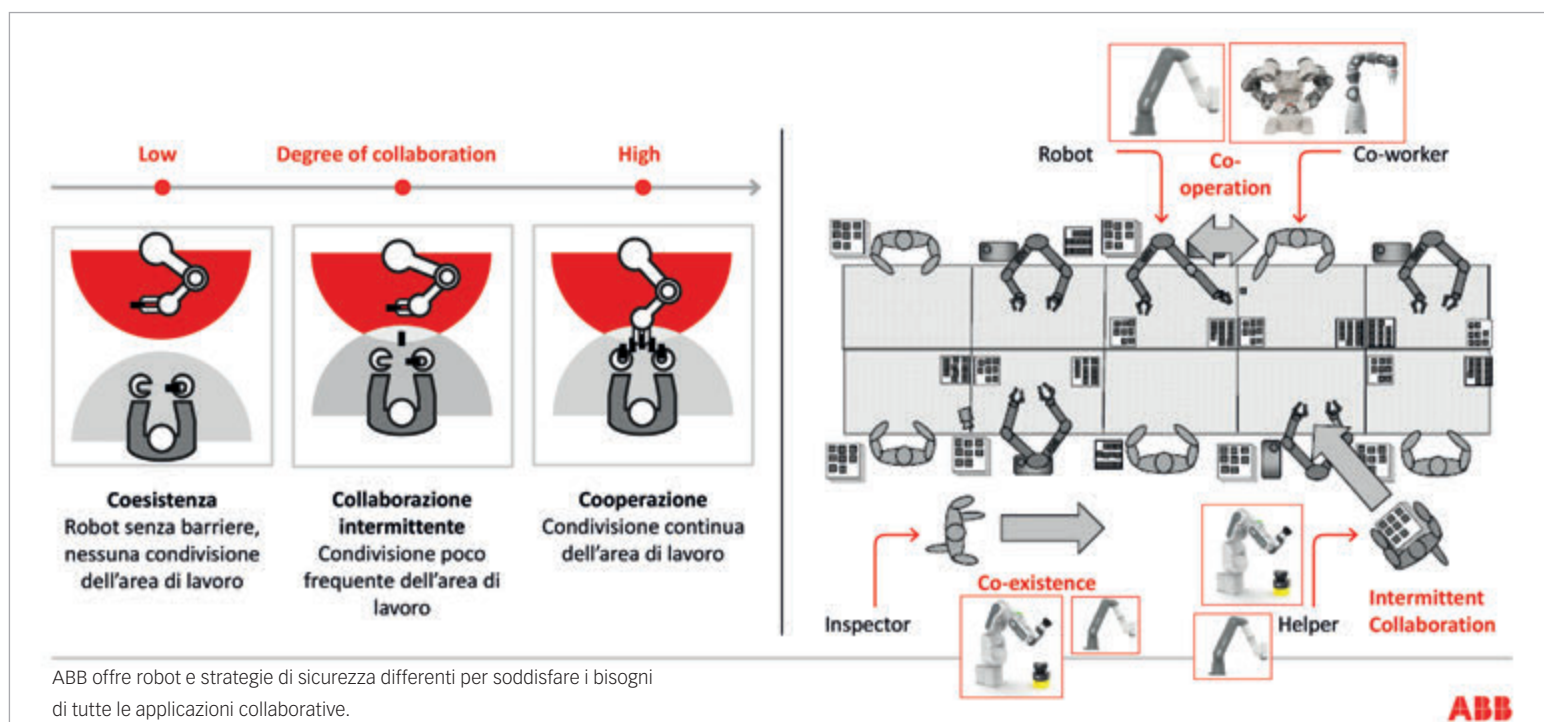 Low
Degree of collaboration
High
Coesistenza
Robot senza barriere,
nessuna condivisione
dell'area di lavoro
Collaborazione
intermittente
Condivisione poco
frequente dell'area di
lavoro
Cooperazione
Condivisione continua
dell'area di lavoro
Robot
Co-
operation
Co-worker
Inspector
Co-existence
Helper
Intermittent
Collaboration
ABB offre robot e strategie di sicurezza differenti per soddisfare i bisogni
di tutte le applicazioni collaborative.
ABB